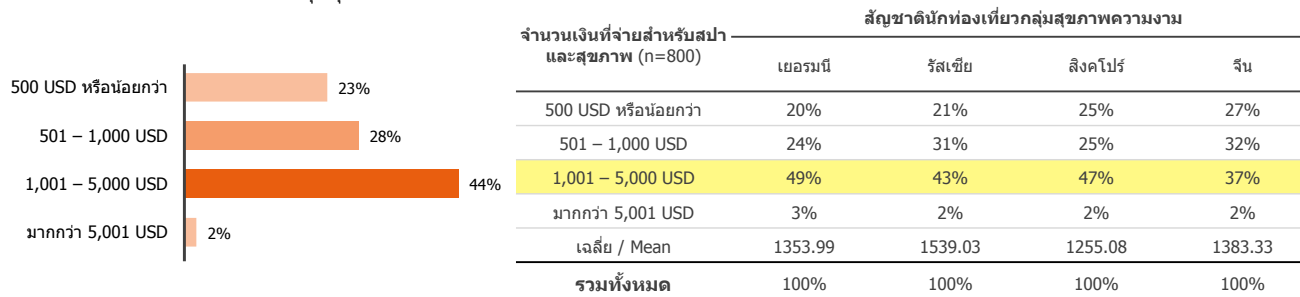 500 USD หรือน้อยกว่า 23%
501 – 1,000 USD 28%
1,001 – 5,000 USD 44%
มากกว่า 5,001 USD 2%
สัญชาตินักท่องเที่ยวกลุ่มสุขภาพความงาม
จำนวนเงินที่จ่ายสำหรับสปา
และสุขภาพ (n=800) เยอรมนี รัสเซีย สิงคโปร์ จีน
500 USD หรือน้อยกว่า 20% 21% 25% 27%
501 – 1,000 USD 24% 31% 25% 32%
1,001 – 5,000 USD 49% 43% 47% 37%
มากกว่า 5,001 USD 3% 2% 2% 2%
เฉลี่ย / Mean 1353.99 1539.03 1255.08 1383.33
รวมทั้งหมด 100% 100% 100% 100%